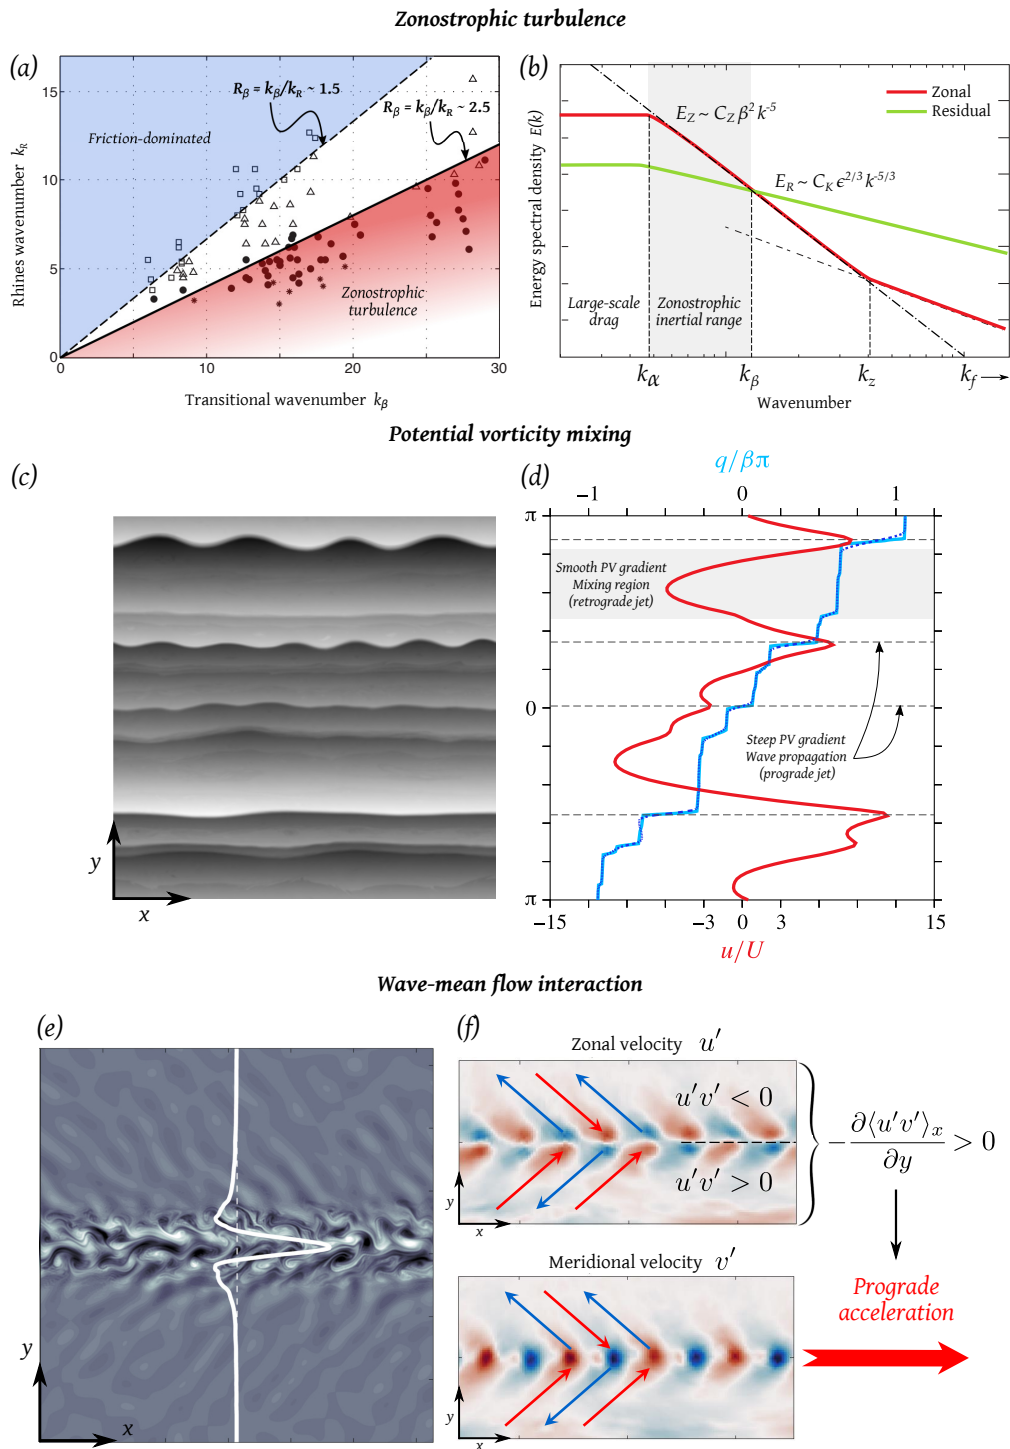 Zonostrophic turbulence
(a)
Rhines wavenumber k_R
15
10
5
0
0
10
20
30
Transitional wavenumber k_β
R_β = k_β/k_R ~ 1.5
R_β = k_β/k_R ~ 2.5
Friction-dominated
Zonostrophic
turbulence
(b)
Energy spectral density E(k)
E_Z ~ C_Z β² k⁻⁵
Zonal
Residual
E_R ~ C_K ϵ^{2/3} k^{-5/3}
Large-scale
drag
Zonostrophic
inertial range
k_α
k_β
k_z
k_f
Wavenumber
Potential vorticity mixing
(c)
y
x
(d)
q/βπ
−1
0
1
π
0
π
Smooth PV gradient
Mixing region
(retrograde jet)
Steep PV gradient
Wave propagation
(prograde jet)
-15
−3
0
3
15
u/U
Wave-mean flow interaction
(e)
y
x
(f)
Zonal velocity u′
u′v′ < 0
u′v′ > 0
y
x
− ∂⟨u′v′⟩_x / ∂y > 0
Meridional velocity v′
y
x
Prograde
acceleration